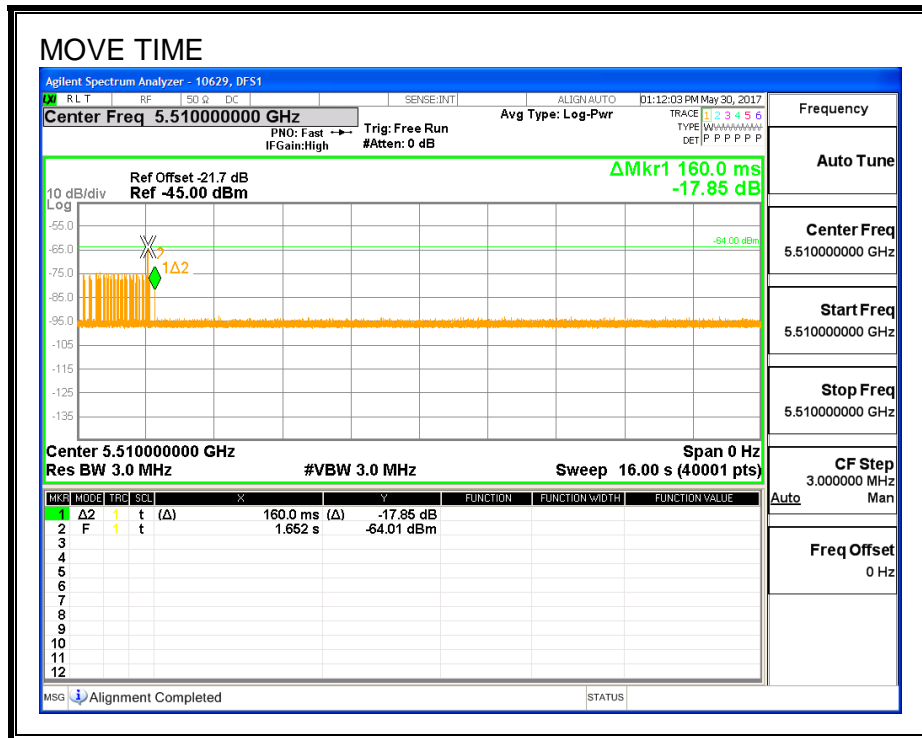 MOVE TIME
Agilent Spectrum Analyzer - 10629, DFS1
LXI RLT RF 50 Ω DC SENSE:INT ALIGN AUTO 01:12:03 PM May 30, 2017
Center Freq 5.510000000 GHz Avg Type: Log-Pwr TRACE 1 2 3 4 5 6
PNO: Fast Trig: Free Run TYPE WWWWWW
IFGain:High #Atten: 0 dB DET P P P P P P
Frequency
Auto Tune
Center Freq
5.510000000 GHz
Start Freq
5.510000000 GHz
Stop Freq
5.510000000 GHz
CF Step
3.000000 MHz
Auto Man
Freq Offset
0 Hz
ΔMkr1 160.0 ms
-17.85 dB
Ref Offset -21.7 dB
10 dB/div Ref -45.00 dBm
Log
-55.0
-64.00 dBm
-65.0
2
1Δ2
-75.0
-85.0
-95.0
-105
-115
-125
-135
Center 5.510000000 GHz Span 0 Hz
Res BW 3.0 MHz #VBW 3.0 MHz Sweep 16.00 s (40001 pts)
MKR MODE TRC SCL X Y FUNCTION FUNCTION WIDTH FUNCTION VALUE
1 Δ2 1 t (Δ) 160.0 ms (Δ) -17.85 dB
2 F 1 t 1.652 s -64.01 dBm
3
4
5
6
7
8
9
10
11
12
MSG Alignment Completed STATUS